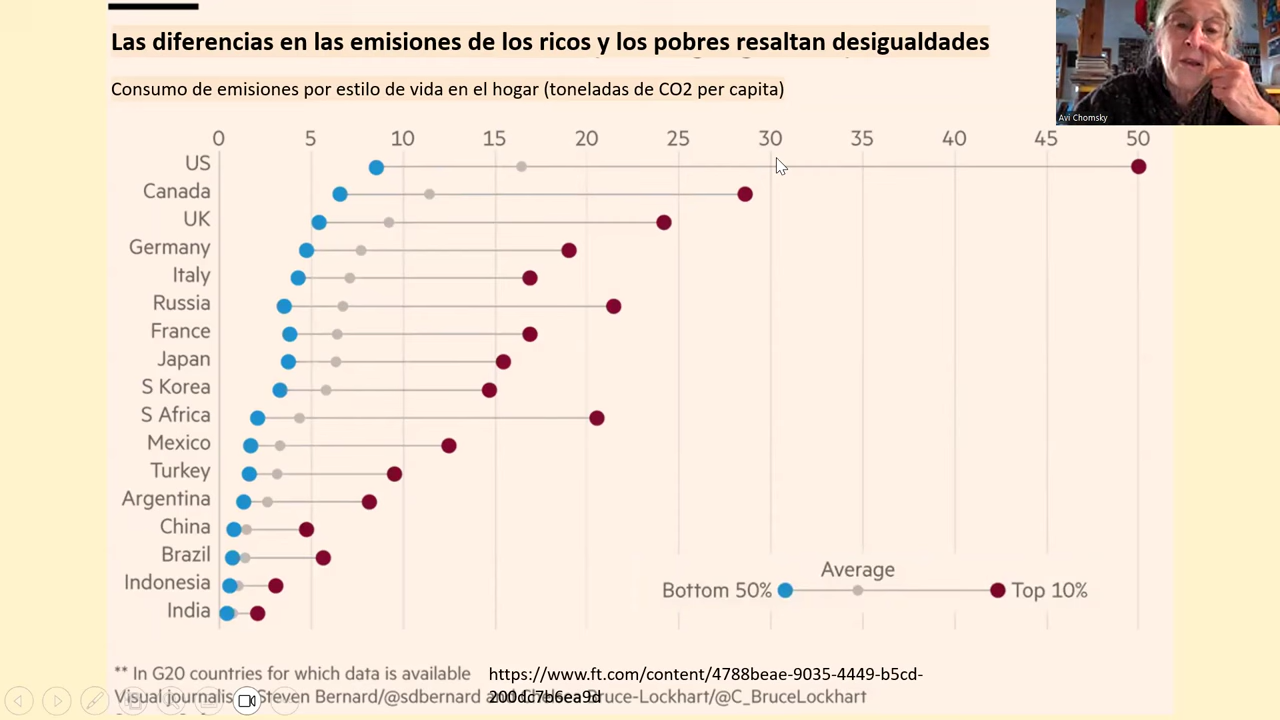 Las diferencias en las emisiones de los ricos y los pobres resaltan desigualdades
Consumo de emisiones por estilo de vida en el hogar (toneladas de CO2 per capita)
Avi Chomsky
0 5 10 15 20 25 30 35 40 45 50
US
Canada
UK
Germany
Italy
Russia
France
Japan
S Korea
S Africa
Mexico
Turkey
Argentina
China
Brazil
Indonesia
India
Average
Bottom 50% Top 10%
** In G20 countries for which data is available
https://www.ft.com/content/4788beae-9035-4449-b5cd-
200dd7b6ea9d
Steven Bernard/@sdbernard and Bruce-Lockhart/@C_BruceLockhart